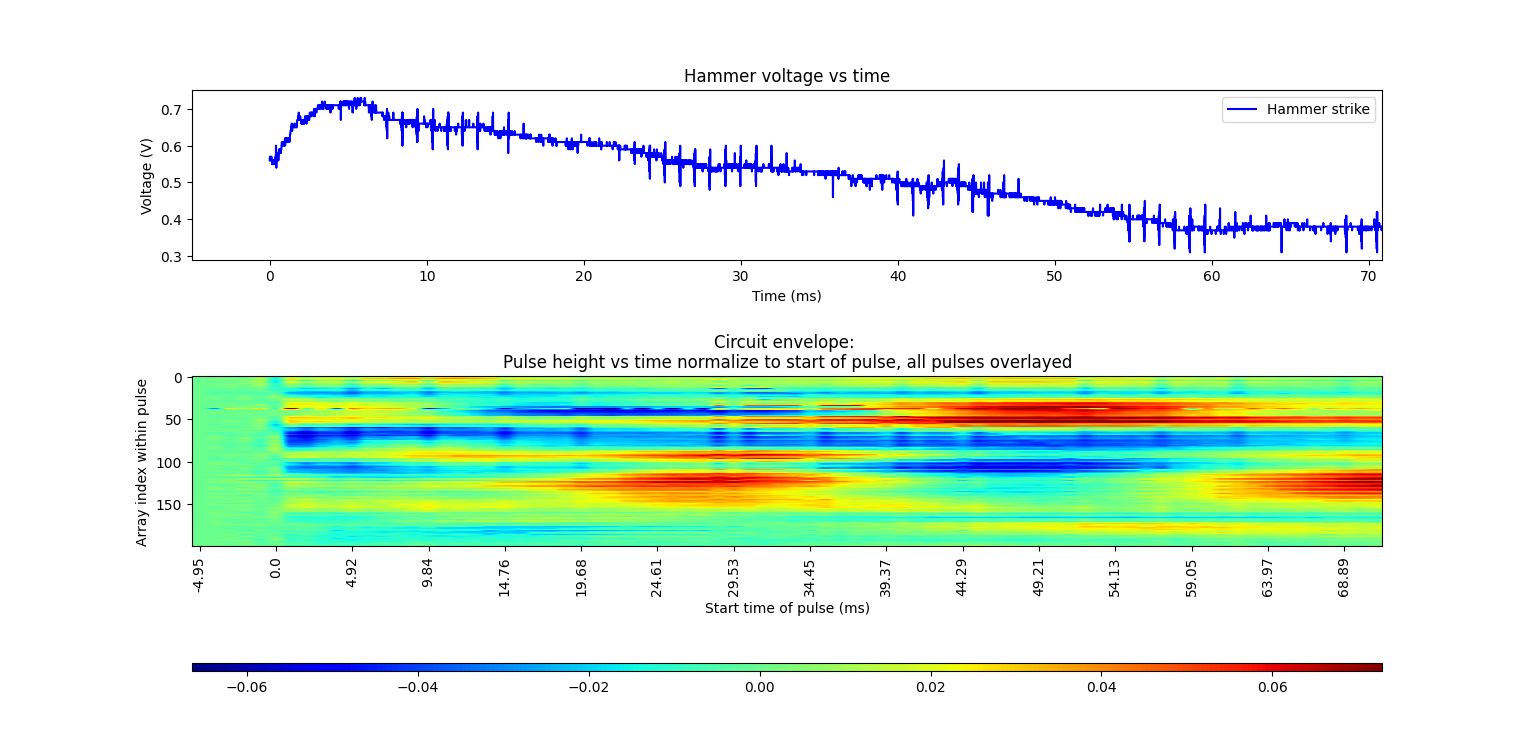 Hammer voltage vs time
Hammer strike
Voltage (V)
0.7
0.6
0.5
0.4
0.3
0 10 20 30 40 50 60 70
Time (ms)
Circuit envelope:
Pulse height vs time normalize to start of pulse, all pulses overlayed
Array index within pulse
0
50
100
150
-4.95 0.0 4.92 9.84 14.76 19.68 24.61 29.53 34.45 39.37 44.29 49.21 54.13 59.05 63.97 68.89
Start time of pulse (ms)
−0.06 −0.04 −0.02 0.00 0.02 0.04 0.06